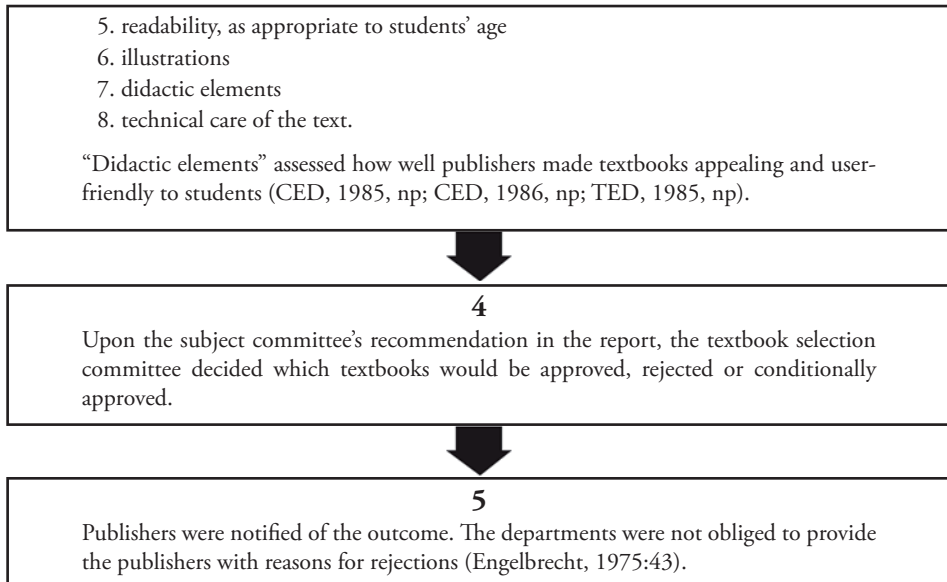 5. readability, as appropriate to students’ age
6. illustrations
7. didactic elements
8. technical care of the text.
“Didactic elements” assessed how well publishers made textbooks appealing and user-
friendly to students (CED, 1985, np; CED, 1986, np; TED, 1985, np).
4
Upon the subject committee’s recommendation in the report, the textbook selection
committee decided which textbooks would be approved, rejected or conditionally
approved.
5
Publishers were notified of the outcome. The departments were not obliged to provide
the publishers with reasons for rejections (Engelbrecht, 1975:43).